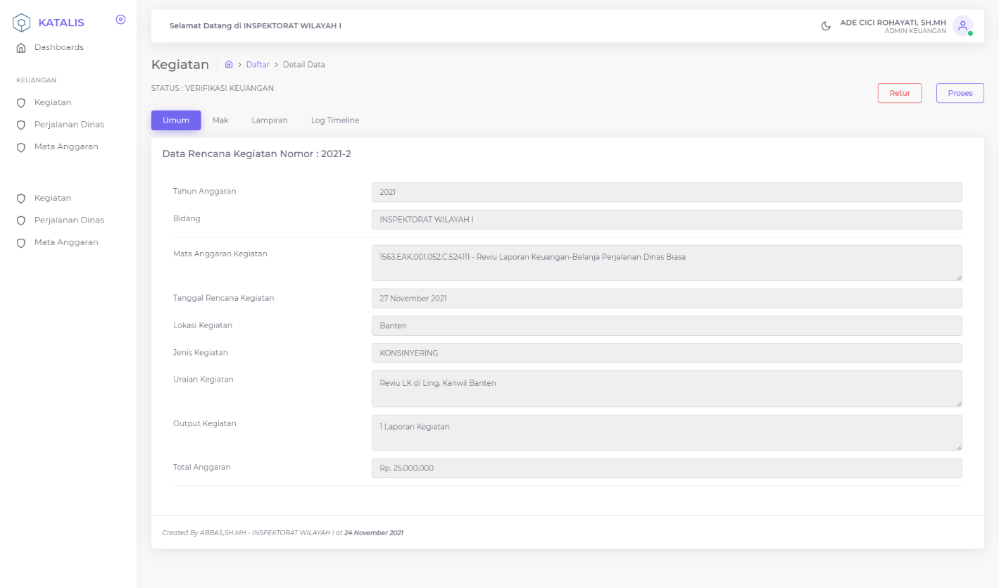 KATALIS
Dashboards
KEUANGAN
Kegiatan
Perjalanan Dinas
Mata Anggaran
Kegiatan
Perjalanan Dinas
Mata Anggaran
Selamat Datang di INSPEKTORAT WILAYAH I
ADE CICI ROHAYATI, SH.MH
ADMIN KEUANGAN
Kegiatan > Daftar > Detail Data
STATUS : VERIFIKASI KEUANGAN
Retur Proses
Umum Mak Lampiran Log Timeline
Data Rencana Kegiatan Nomor : 2021-2
Tahun Anggaran 2021
Bidang INSPEKTORAT WILAYAH I
Mata Anggaran Kegiatan 1563.EAK.001.052.C.524111 - Reviu Laporan Keuangan-Belanja Perjalanan Dinas Biasa
Tanggal Rencana Kegiatan 27 November 2021
Lokasi Kegiatan Banten
Jenis Kegiatan KONSINYERING
Uraian Kegiatan Reviu LK di Ling. Kanwil Banten
Output Kegiatan 1 Laporan Kegiatan
Total Anggaran Rp. 25.000.000
Created By ABBAS,SH.MH - INSPEKTORAT WILAYAH I at 24 November 2021